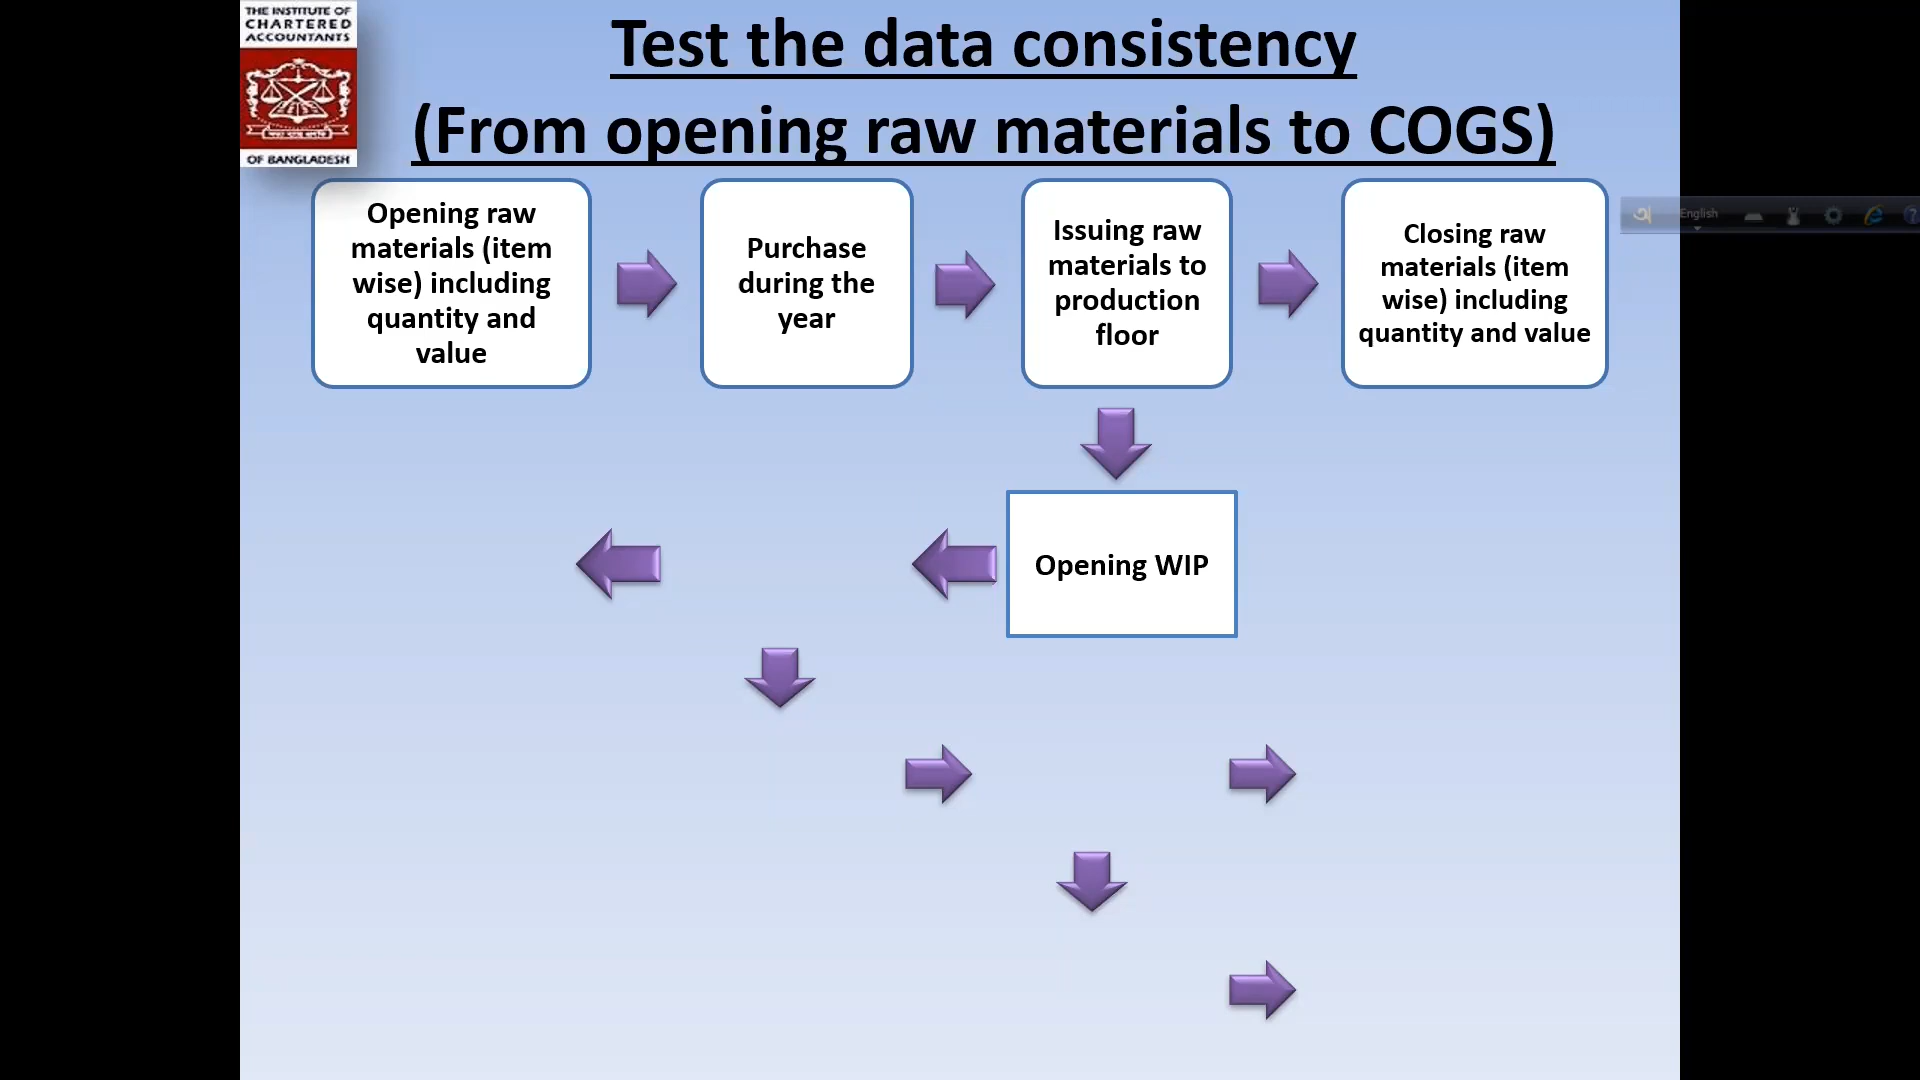 THE INSTITUTE OF
CHARTERED
ACCOUNTANTS
OF BANGLADESH
Test the data consistency
(From opening raw materials to COGS)
Opening raw
materials (item
wise) including
quantity and
value
Purchase
during the
year
Issuing raw
materials to
production
floor
Closing raw
materials (item
wise) including
quantity and value
অ
English
?
Opening WIP